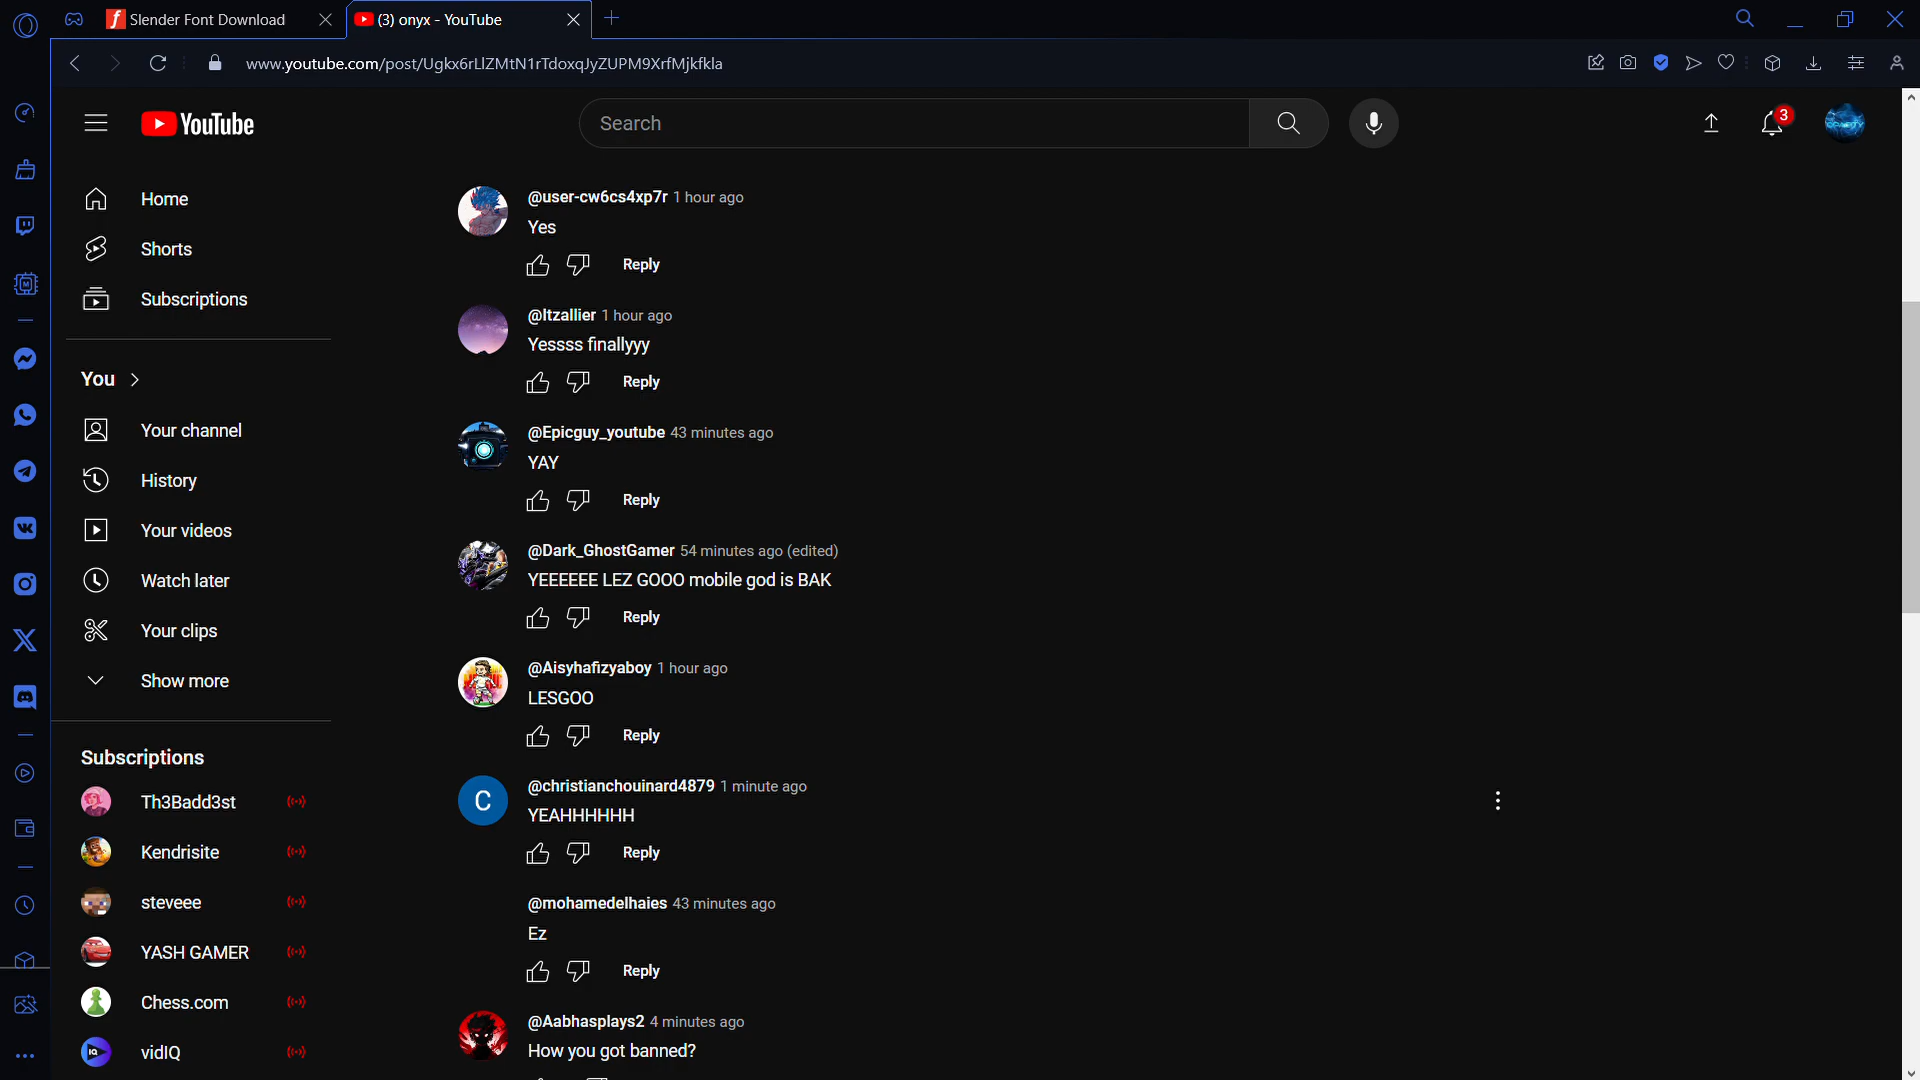 Slender Font Download
(3) onyx - YouTube
www.youtube.com/post/Ugkx6rLlZMtN1rTdoxqJyZUPM9XrfMjkfkla
YouTube
Search
3
Home
Shorts
Subscriptions
You
Your channel
History
Your videos
Watch later
Your clips
Show more
Subscriptions
Th3Badd3st
Kendrisite
steveee
YASH GAMER
Chess.com
vidIQ
@user-cw6cs4xp7r 1 hour ago
Yes
Reply
@Itzallier 1 hour ago
Yessss finallyyy
Reply
@Epicguy_youtube 43 minutes ago
YAY
Reply
@Dark_GhostGamer 54 minutes ago (edited)
YEEEEEE LEZ GOOO mobile god is BAK
Reply
@Aisyhafizyaboy 1 hour ago
LESGOO
Reply
C
@christianchouinard4879 1 minute ago
YEAHHHHHH
Reply
@mohamedelhaies 43 minutes ago
Ez
Reply
@Aabhasplays2 4 minutes ago
How you got banned?